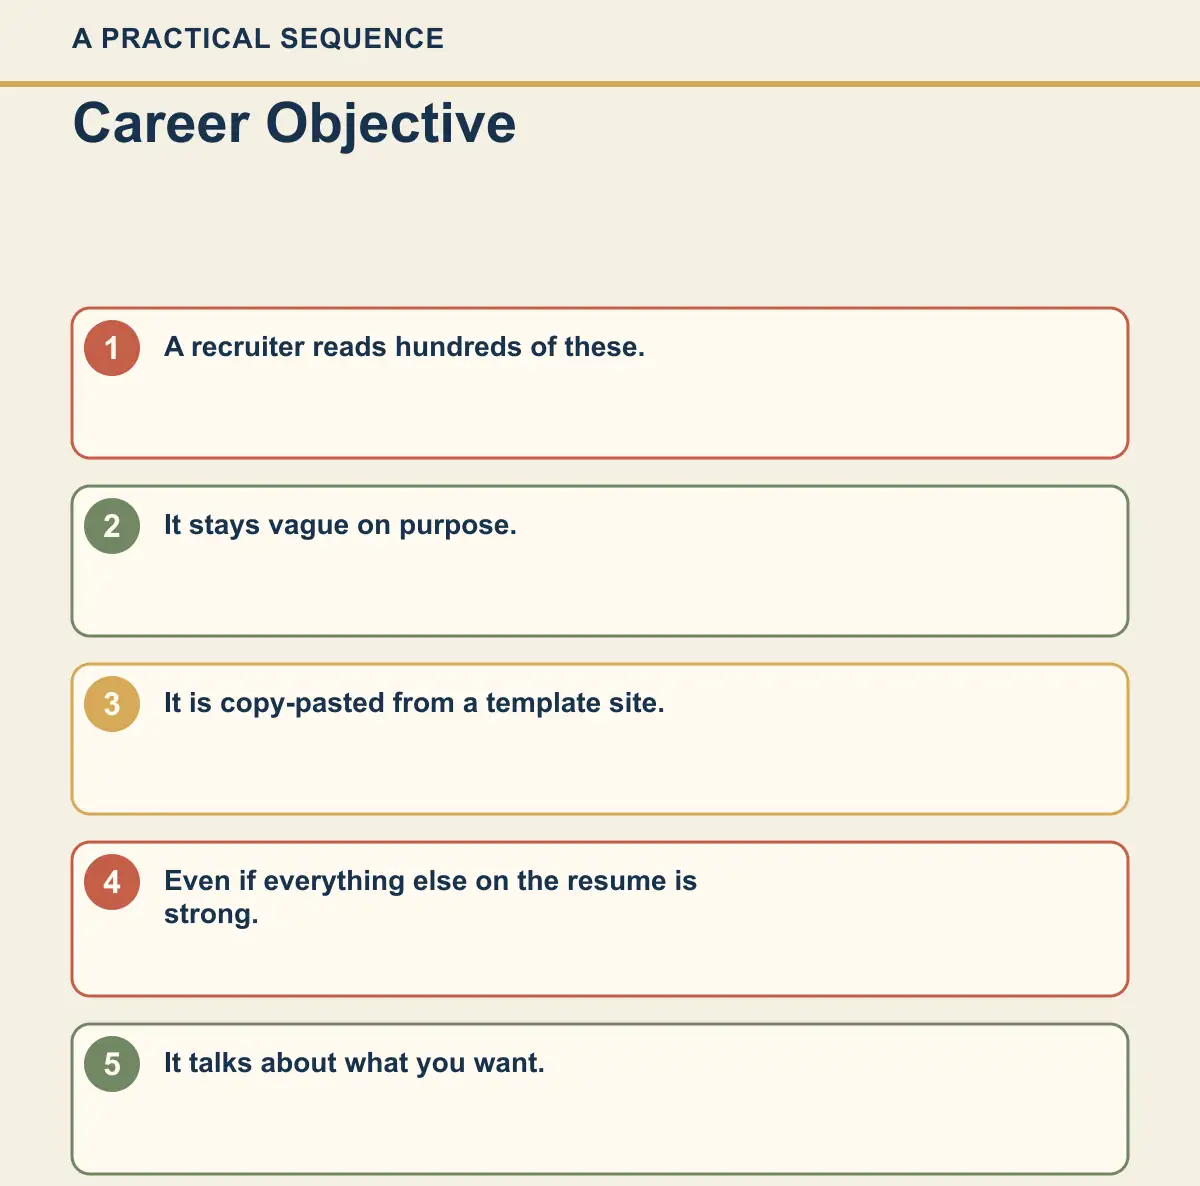 A PRACTICAL SEQUENCE
Career Objective
1
A recruiter reads hundreds of these.
2
It stays vague on purpose.
3
It is copy-pasted from a template site.
4
Even if everything else on the resume is
strong.
5
It talks about what you want.